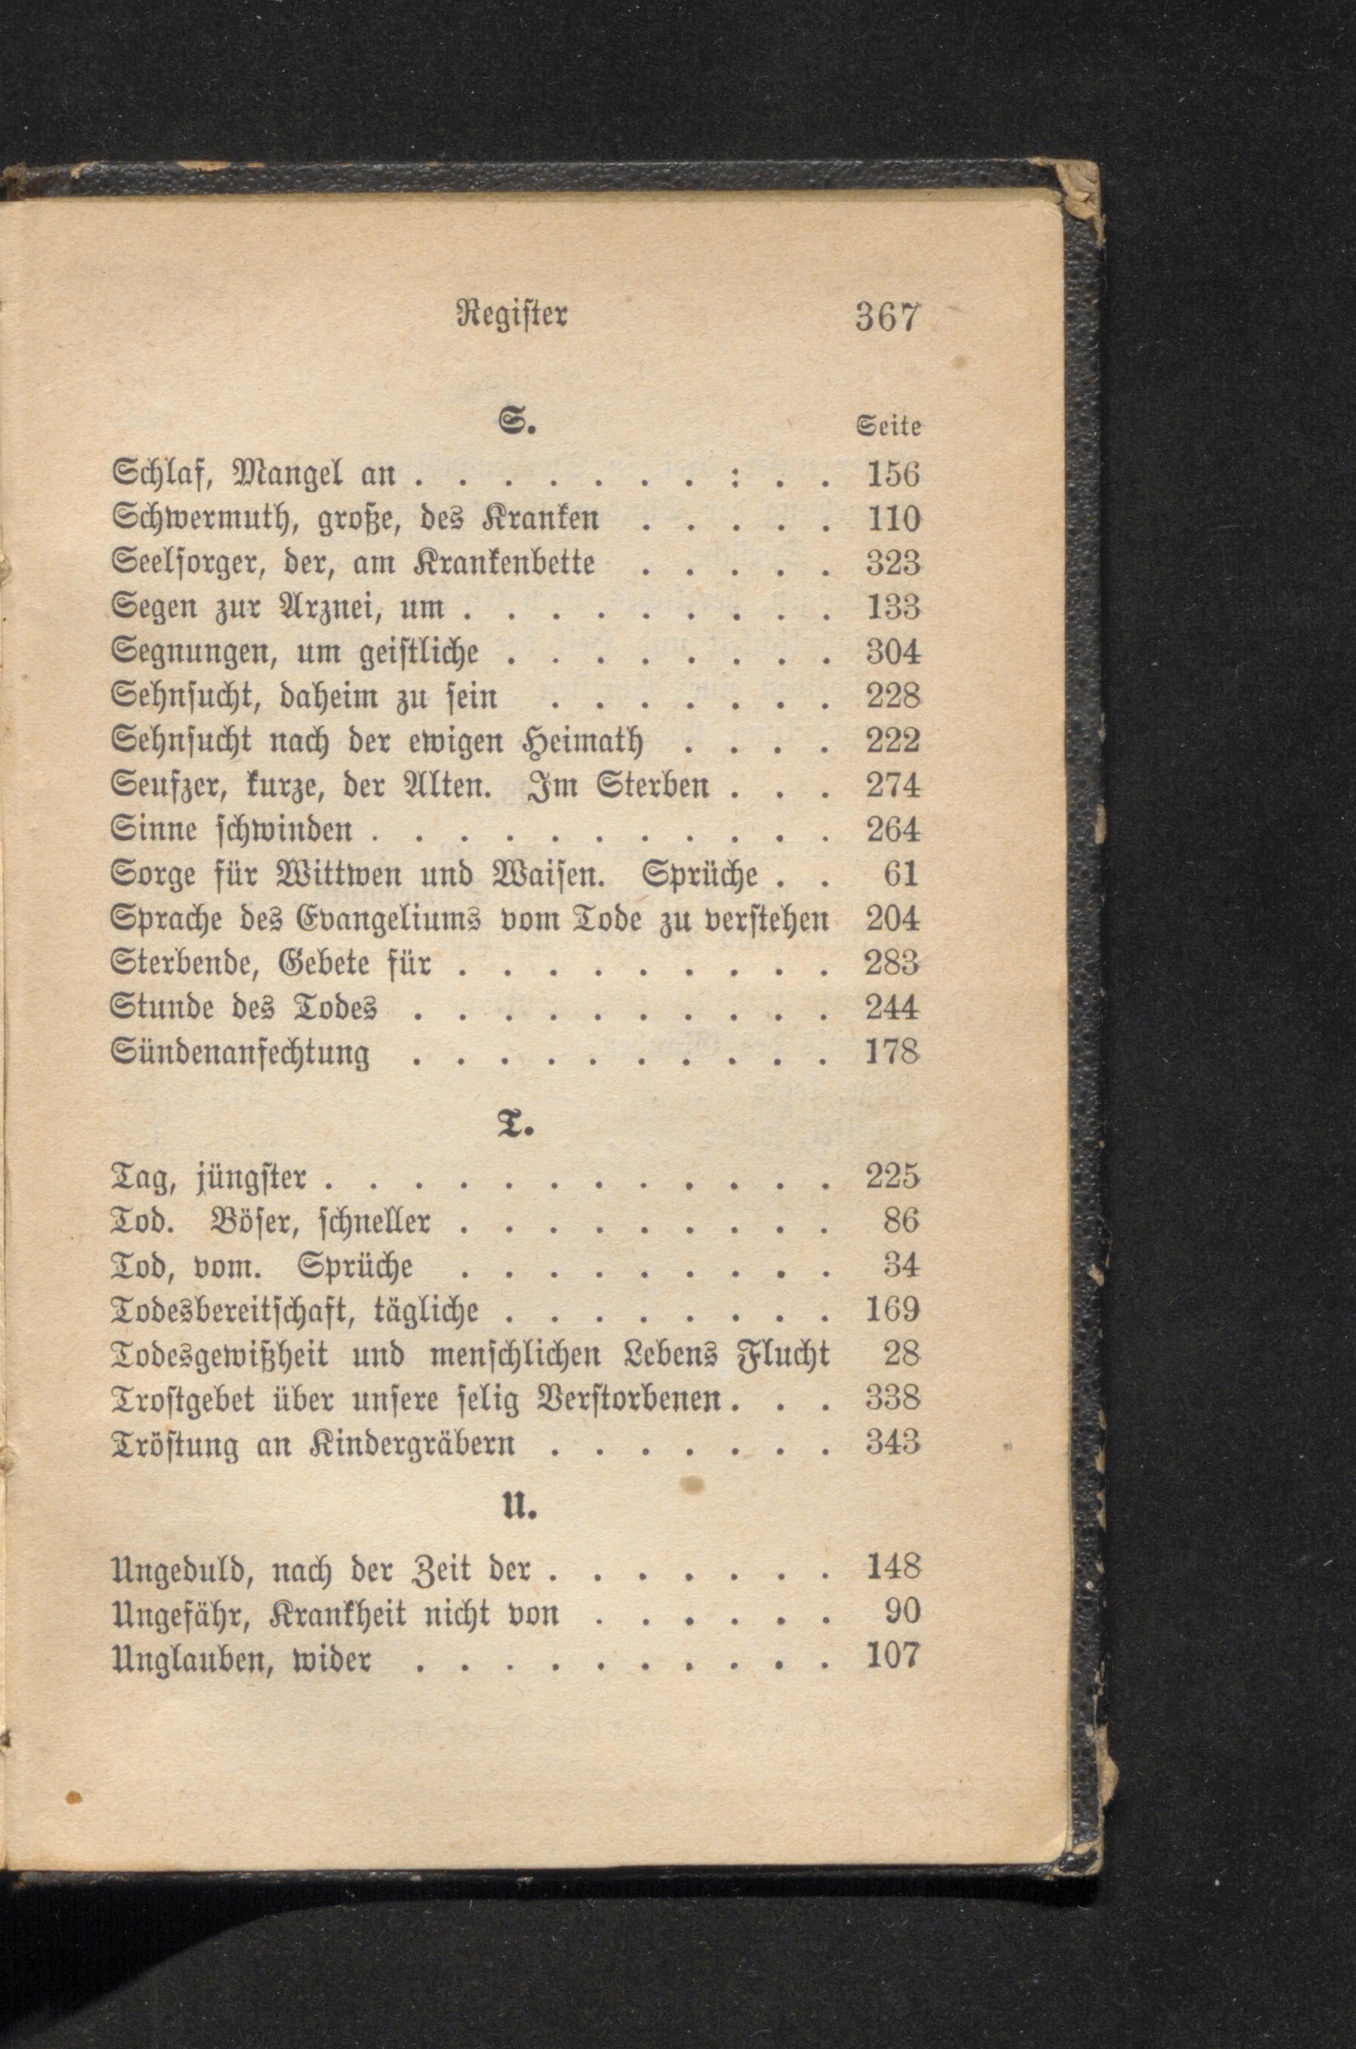 Register 367
S. Seite
Schlaf, Mangel an . . . . . . . : . . 156
Schwermuth, große, des Kranken . . . . . 110
Seelsorger, der, am Krankenbette . . . . . 323
Segen zur Arznei, um . . . . . . . . . 133
Segnungen, um geistliche . . . . . . . . 304
Sehnsucht, daheim zu sein . . . . . . . 228
Sehnsucht nach der ewigen Heimath . . . . 222
Seufzer, kurze, der Alten. Im Sterben . . . 274
Sinne schwinden . . . . . . . . . . . 264
Sorge für Wittwen und Waisen. Sprüche . . 61
Sprache des Evangeliums vom Tode zu verstehen 204
Sterbende, Gebete für . . . . . . . . . 283
Stunde des Todes . . . . . . . . . . 244
Sündenanfechtung . . . . . . . . . . 178
T.
Tag, jüngster . . . . . . . . . . . . 225
Tod. Böser, schneller . . . . . . . . . 86
Tod, vom. Sprüche . . . . . . . . . 34
Todesbereitschaft, tägliche . . . . . . . . 169
Todesgewißheit und menschlichen Lebens Flucht 28
Trostgebet über unsere selig Verstorbenen . . . 338
Tröstung an Kindergräbern . . . . . . . 343
U.
Ungeduld, nach der Zeit der . . . . . . . 148
Ungefähr, Krankheit nicht von . . . . . . 90
Unglauben, wider . . . . . . . . . . 107